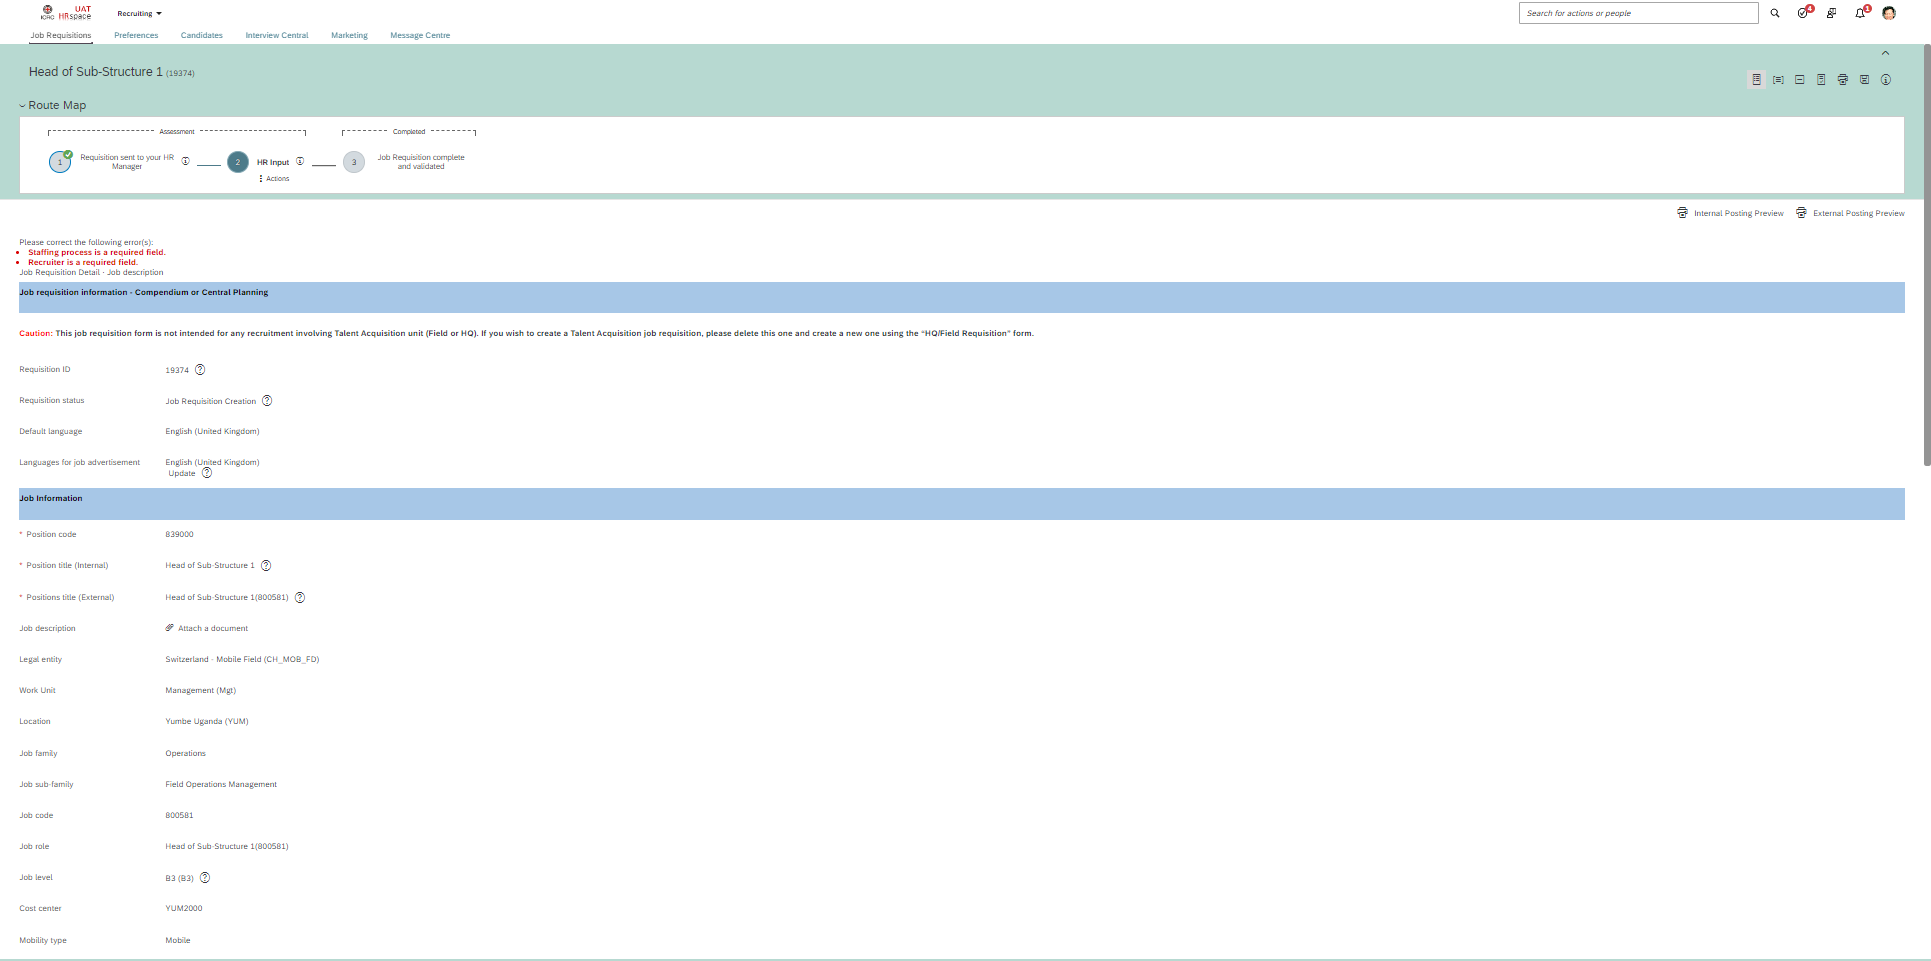 ICRC
UAT
HRspace
Recruiting
Search for actions or people
4
1
Job Requisitions
Preferences
Candidates
Interview Central
Marketing
Message Centre
Head of Sub-Structure 1 (19374)
Route Map
Assessment
Completed
1
Requisition sent to your HR
Manager
2
HR Input
Actions
3
Job Requisition complete
and validated
Internal Posting Preview
External Posting Preview
Please correct the following error(s):
Staffing process is a required field.
Recruiter is a required field.
Job Requisition Detail - Job description
Job requisition information - Compendium or Central Planning
Caution: This job requisition form is not intended for any recruitment involving Talent Acquisition unit (Field or HQ). If you wish to create a Talent Acquisition job requisition, please delete this one and create a new one using the "HQ/Field Requisition" form.
Requisition ID
19374
Requisition status
Job Requisition Creation
Default language
English (United Kingdom)
Languages for job advertisement
English (United Kingdom)
Update
Job Information
* Position code
839000
* Position title (Internal)
Head of Sub-Structure 1
* Positions title (External)
Head of Sub-Structure 1(800581)
Job description
Attach a document
Legal entity
Switzerland - Mobile Field (CH_MOB_FD)
Work Unit
Management (Mgt)
Location
Yumbe Uganda (YUM)
Job family
Operations
Job sub-family
Field Operations Management
Job code
800581
Job role
Head of Sub-Structure 1(800581)
Job level
B3 (B3)
Cost center
YUM2000
Mobility type
Mobile